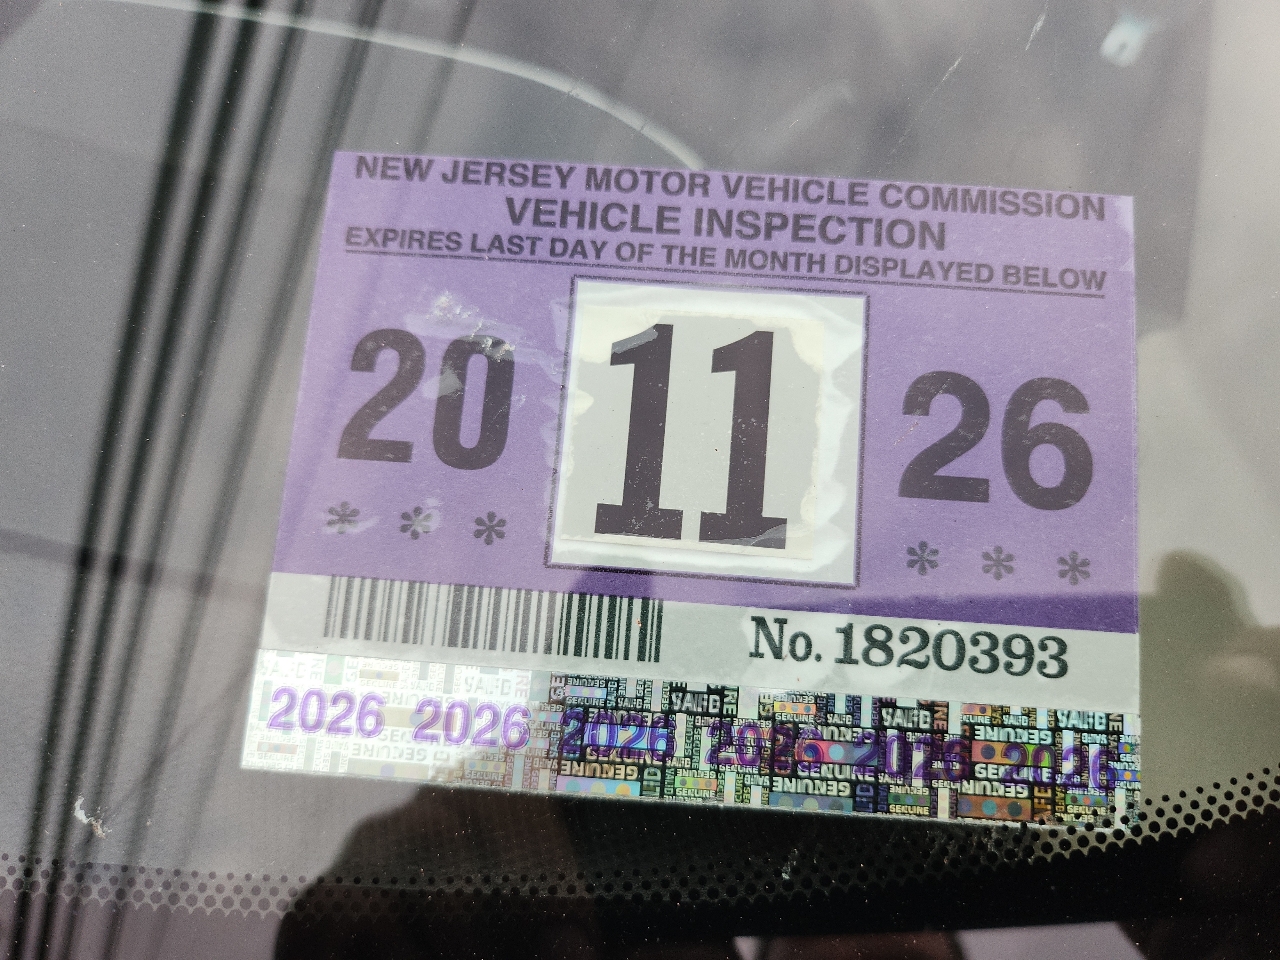 NEW JERSEY MOTOR VEHICLE COMMISSION
VEHICLE INSPECTION
EXPIRES LAST DAY OF THE MONTH DISPLAYED BELOW
20 11 26
* * * * * *
No. 1820393
2026 2026 2026 2026 2026 2026